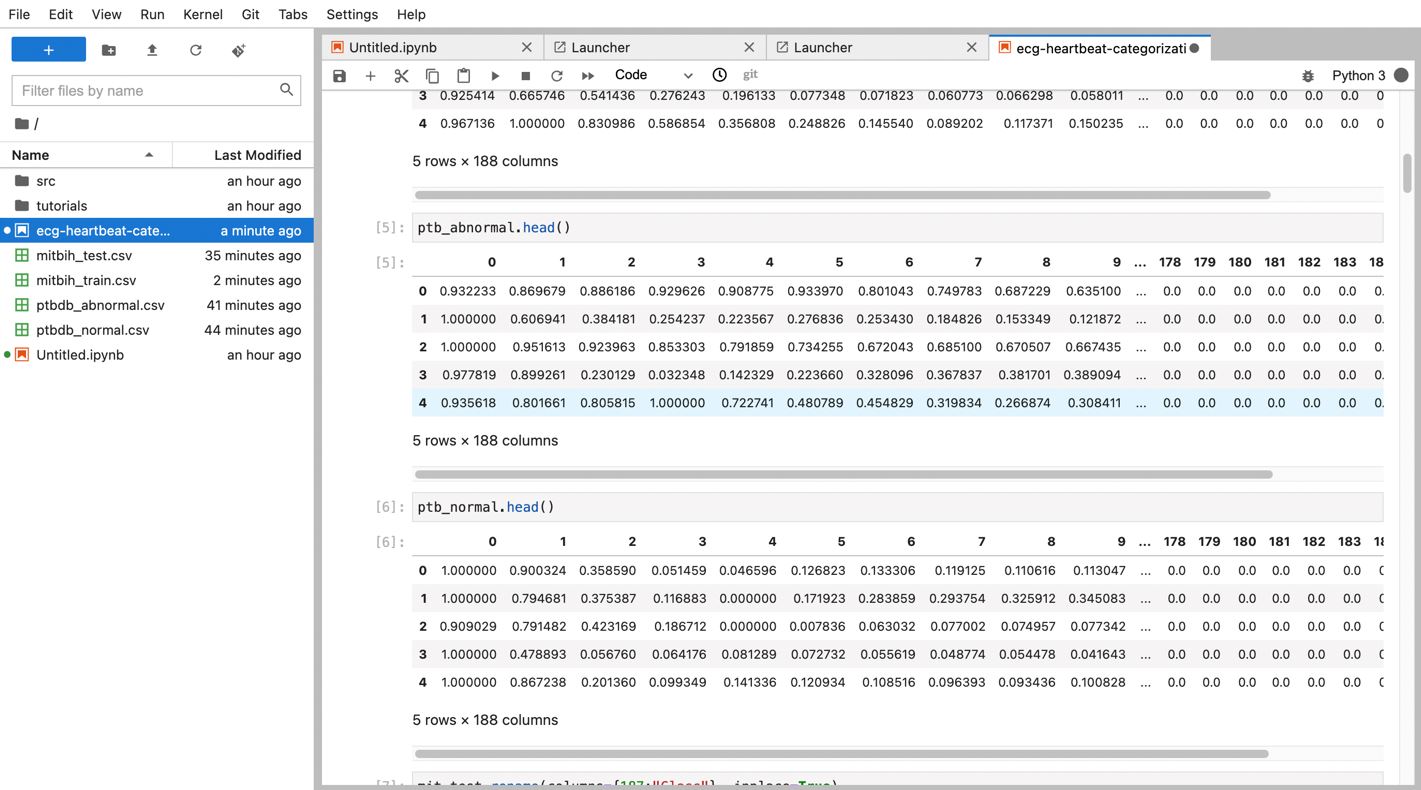 File Edit View Run Kernel Git Tabs Settings Help
Untitled.ipynb Launcher Launcher ecg-heartbeat-categorizati
+
Filter files by name
/
Name Last Modified
src an hour ago
tutorials an hour ago
ecg-heartbeat-cate... a minute ago
mitbih_test.csv 35 minutes ago
mitbih_train.csv 2 minutes ago
ptbdb_abnormal.csv 41 minutes ago
ptbdb_normal.csv 44 minutes ago
Untitled.ipynb an hour ago
Code git Python 3
3 0.925414 0.665746 0.541436 0.276243 0.196133 0.077348 0.071823 0.060773 0.066298 0.058011 ... 0.0 0.0 0.0 0.0 0.0 0.0 0
4 0.967136 1.000000 0.830986 0.586854 0.356808 0.248826 0.145540 0.089202 0.117371 0.150235 ... 0.0 0.0 0.0 0.0 0.0 0.0 0
5 rows × 188 columns
[5]: ptb_abnormal.head()
[5]: 0 1 2 3 4 5 6 7 8 9 ... 178 179 180 181 182 183 18
0 0.932233 0.869679 0.886186 0.929626 0.908775 0.933970 0.801043 0.749783 0.687229 0.635100 ... 0.0 0.0 0.0 0.0 0.0 0.0 0.
1 1.000000 0.606941 0.384181 0.254237 0.223567 0.276836 0.253430 0.184826 0.153349 0.121872 ... 0.0 0.0 0.0 0.0 0.0 0.0 0.
2 1.000000 0.951613 0.923963 0.853303 0.791859 0.734255 0.672043 0.685100 0.670507 0.667435 ... 0.0 0.0 0.0 0.0 0.0 0.0 0.
3 0.977819 0.899261 0.230129 0.032348 0.142329 0.223660 0.328096 0.367837 0.381701 0.389094 ... 0.0 0.0 0.0 0.0 0.0 0.0 0.
4 0.935618 0.801661 0.805815 1.000000 0.722741 0.480789 0.454829 0.319834 0.266874 0.308411 ... 0.0 0.0 0.0 0.0 0.0 0.0 0.
5 rows × 188 columns
[6]: ptb_normal.head()
[6]: 0 1 2 3 4 5 6 7 8 9 ... 178 179 180 181 182 183 18
0 1.000000 0.900324 0.358590 0.051459 0.046596 0.126823 0.133306 0.119125 0.110616 0.113047 ... 0.0 0.0 0.0 0.0 0.0 0.0 0
1 1.000000 0.794681 0.375387 0.116883 0.000000 0.171923 0.283859 0.293754 0.325912 0.345083 ... 0.0 0.0 0.0 0.0 0.0 0.0 0
2 0.909029 0.791482 0.423169 0.186712 0.000000 0.007836 0.063032 0.077002 0.074957 0.077342 ... 0.0 0.0 0.0 0.0 0.0 0.0 0
3 1.000000 0.478893 0.056760 0.064176 0.081289 0.072732 0.055619 0.048774 0.054478 0.041643 ... 0.0 0.0 0.0 0.0 0.0 0.0 0
4 1.000000 0.867238 0.201360 0.099349 0.141336 0.120934 0.108516 0.096393 0.093436 0.100828 ... 0.0 0.0 0.0 0.0 0.0 0.0 0
5 rows × 188 columns
[7]: mit_test.rename(columns={187:"Class"}, inplace=True)